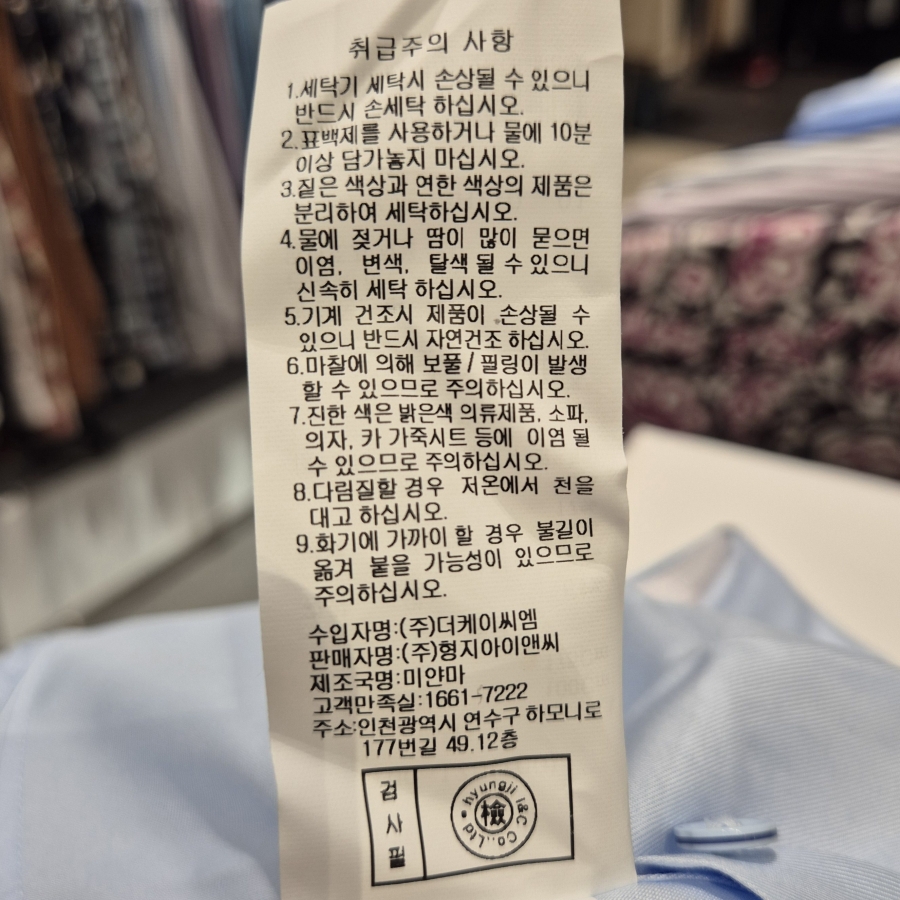 취급주의 사항
1.세탁기 세탁시 손상될 수 있으니
반드시 손세탁 하십시오.
2.표백제를 사용하거나 물에 10분
이상 담가놓지 마십시오.
3.짙은 색상과 연한 색상의 제품은
분리하여 세탁하십시오.
4.물에 젖거나 땀이 많이 묻으면
이염, 변색, 탈색 될 수 있으니
신속히 세탁 하십시오.
5.기계 건조시 제품이 손상될 수
있으니 반드시 자연건조 하십시오.
6.마찰에 의해 보풀/필링이 발생
할 수 있으므로 주의하십시오.
7.진한 색은 밝은색 의류제품, 소파,
의자, 카 가죽시트 등에 이염 될
수 있으므로 주의하십시오.
8.다림질할 경우 저온에서 천을
대고 하십시오.
9.화기에 가까이 할 경우 불길이
옮겨 붙을 가능성이 있으므로
주의하십시오.
수입자명:(주)더케이씨엠
판매자명:(주)형지아이앤씨
제조국명:미얀마
고객만족실:1661-7222
주소:인천광역시 연수구 하모니로
177번길 49.12층
검사필
hyungji i&C Co.,Ltd
檢